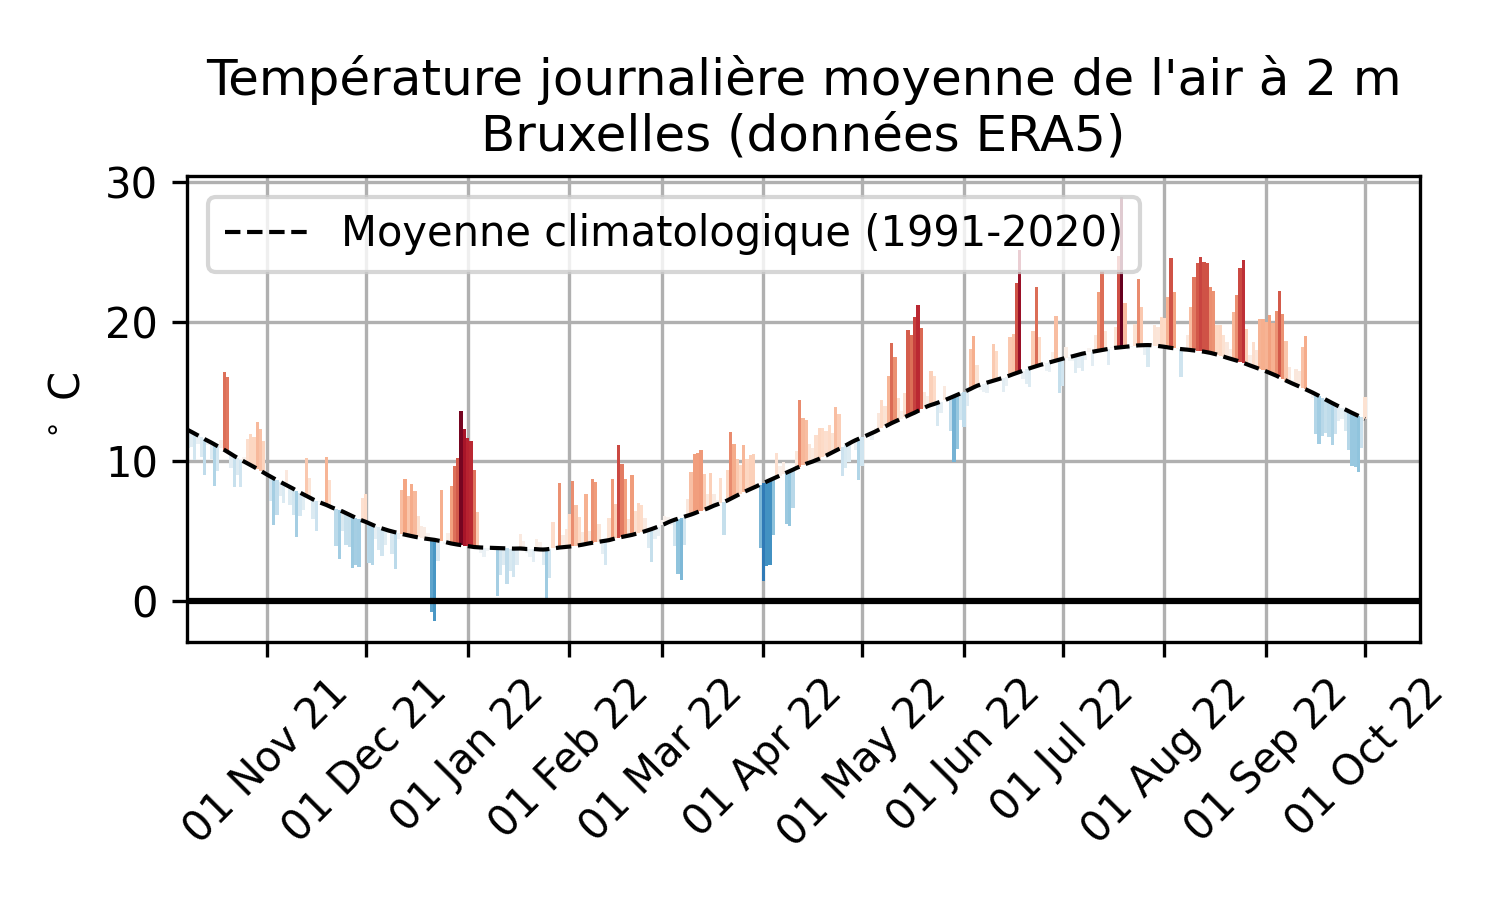 Température journalière moyenne de l'air à 2 m
Bruxelles (données ERA5)
30
Moyenne climatologique (1991-2020)
20
° C
10
0
01 Nov 21
01 Dec 21
01 Jan 22
01 Feb 22
01 Mar 22
01 Apr 22
01 May 22
01 Jun 22
01 Jul 22
01 Aug 22
01 Sep 22
01 Oct 22